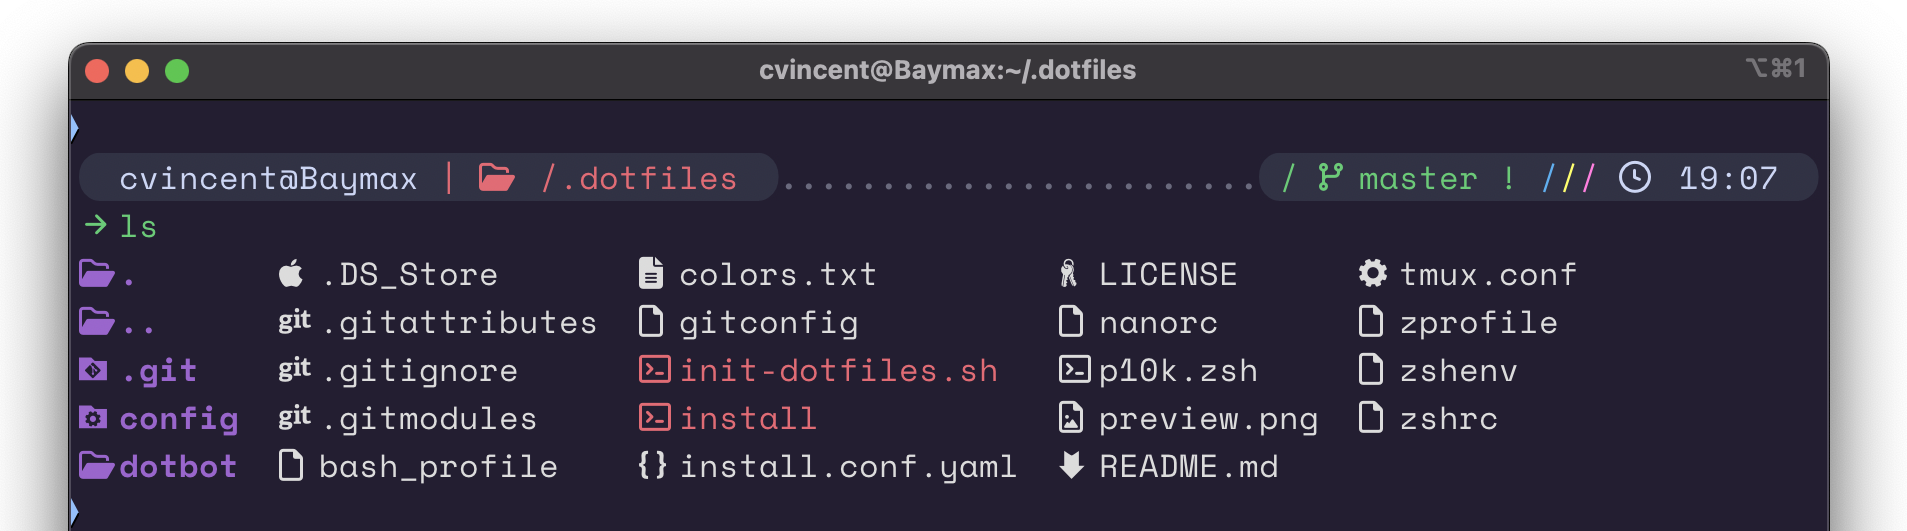 cvincent@Baymax:~/.dotfiles ⌥⌘1
cvincent@Baymax | /.dotfiles ........................ / master ! /// 19:07
→ ls
. .DS_Store colors.txt LICENSE tmux.conf
.. git .gitattributes gitconfig nanorc zprofile
.git git .gitignore init-dotfiles.sh p10k.zsh zshenv
config git .gitmodules install preview.png zshrc
dotbot bash_profile {} install.conf.yaml README.md